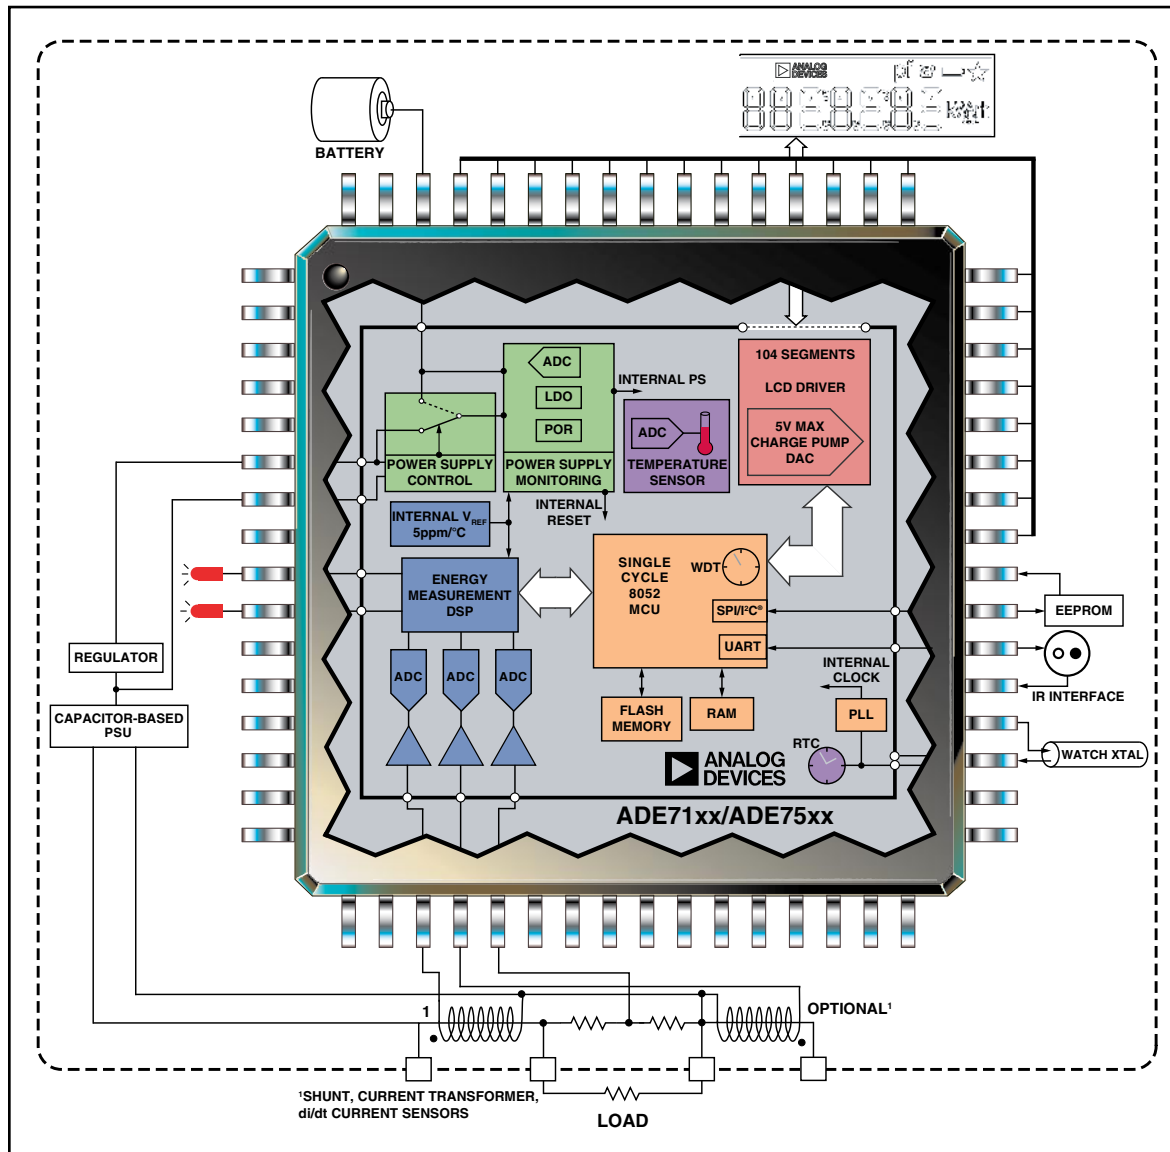 ANALOG
DEVICES
BATTERY
104 SEGMENTS
LCD DRIVER
5V MAX
CHARGE PUMP
DAC
ADC
LDO
POR
INTERNAL PS
ADC
TEMPERATURE
SENSOR
POWER SUPPLY
CONTROL
POWER SUPPLY
MONITORING
INTERNAL
RESET
INTERNAL VREF
5ppm/°C
ENERGY
MEASUREMENT
DSP
SINGLE
CYCLE
8052
MCU
WDT
SPI/I²C®
UART
EEPROM
IR INTERFACE
REGULATOR
CAPACITOR-BASED
PSU
ADC
ADC
ADC
FLASH
MEMORY
RAM
INTERNAL
CLOCK
PLL
RTC
WATCH XTAL
ANALOG
DEVICES
ADE71xx/ADE75xx
1
OPTIONAL¹
¹SHUNT, CURRENT TRANSFORMER,
di/dt CURRENT SENSORS
LOAD